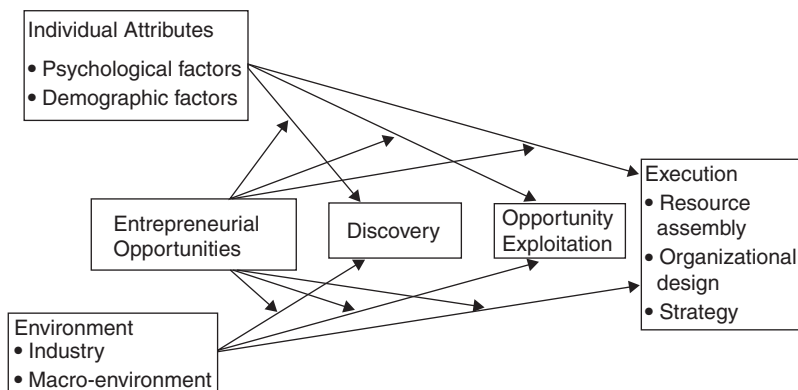 Individual Attributes
• Psychological factors
• Demographic factors
Entrepreneurial
Opportunities
Discovery
Opportunity
Exploitation
Execution
• Resource
assembly
• Organizational
design
• Strategy
Environment
• Industry
• Macro-environment